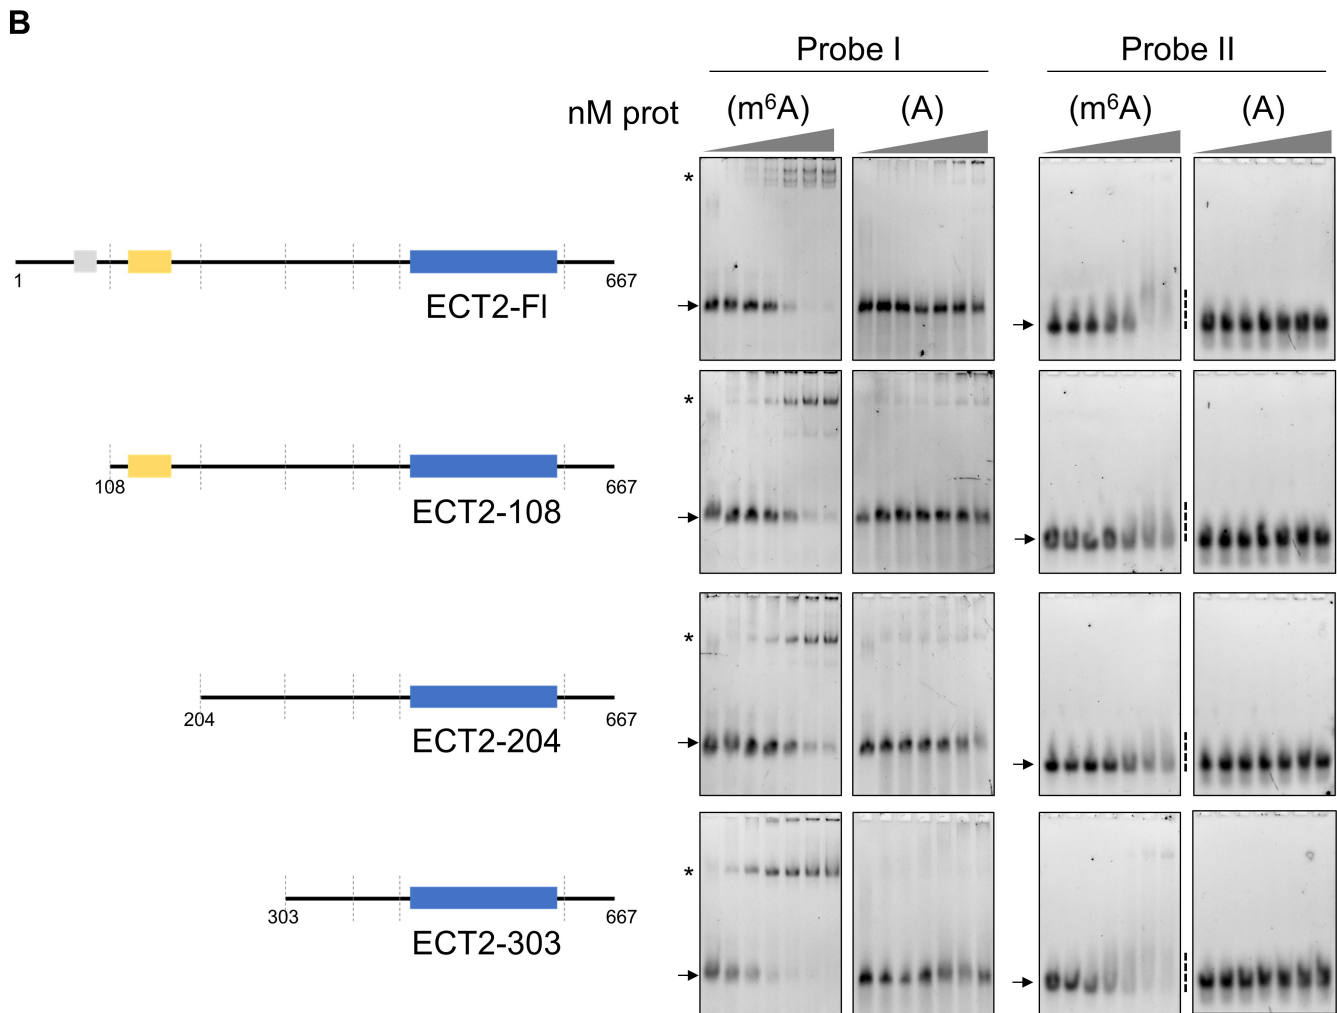 B
Probe I Probe II
nM prot (m⁶A) (A) (m⁶A) (A)
*
1 667
ECT2-Fl
*
108 667
ECT2-108
*
204 667
ECT2-204
*
303 667
ECT2-303